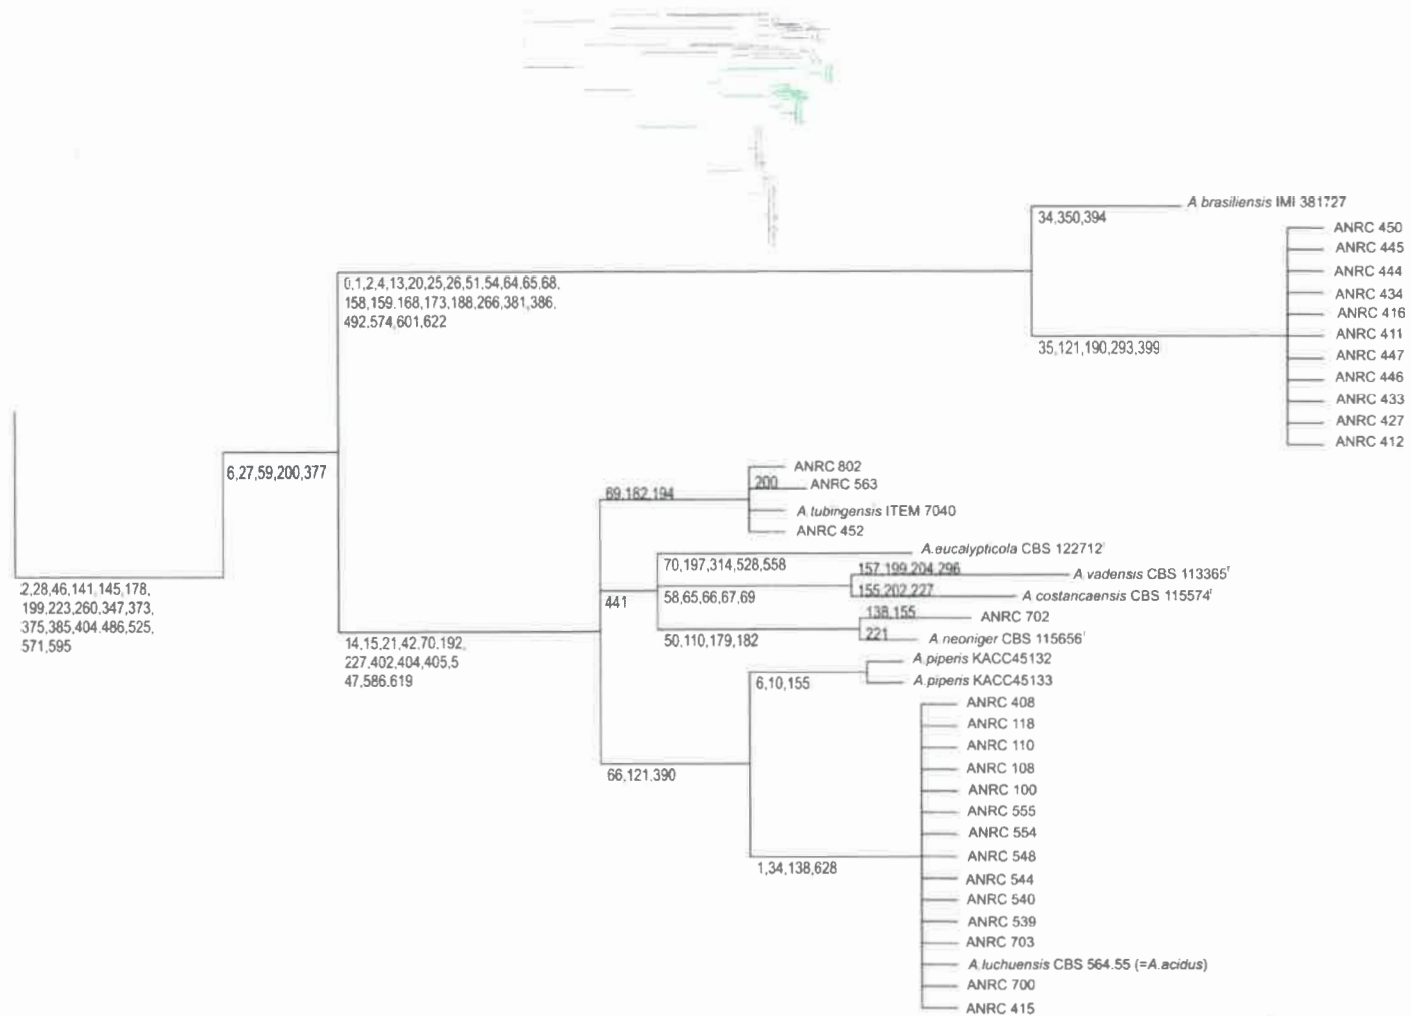 A.brasiliensis IMI 381727
34,350,394
ANRC 450
ANRC 445
ANRC 444
ANRC 434
ANRC 416
ANRC 411
ANRC 447
ANRC 446
ANRC 433
ANRC 427
ANRC 412
0,1,2,4,13,20,25,26,51,54,64,65,68,
158,159,168,173,188,266,381,386,
492,574,601,622
35,121,190,293,399
6,27,59,200,377
ANRC 802
200
ANRC 563
69,182,194
A.tubingensis ITEM 7040
ANRC 452
A.eucalypticola CBS 122712
70,197,314,528,558
157,199,204,296
A.vadensis CBS 113365
58,65,66,67,69
155,202,227
A.costaricaensis CBS 115574
441
138,155
ANRC 702
50,110,179,182
221
A.neoniger CBS 115656
2,28,46,141,145,178,
199,223,260,347,373,
375,385,404,486,525,
571,595
14,15,21,42,70,192,
227,402,404,405,5
47,586,619
A.piperis KACC45132
6,10,155
A.piperis KACC45133
ANRC 408
ANRC 118
ANRC 110
ANRC 108
66,121,390
ANRC 100
ANRC 555
ANRC 554
ANRC 548
1,34,138,628
ANRC 544
ANRC 540
ANRC 539
ANRC 703
A.luchuensis CBS 564.55 (=A.acidus)
ANRC 700
ANRC 415